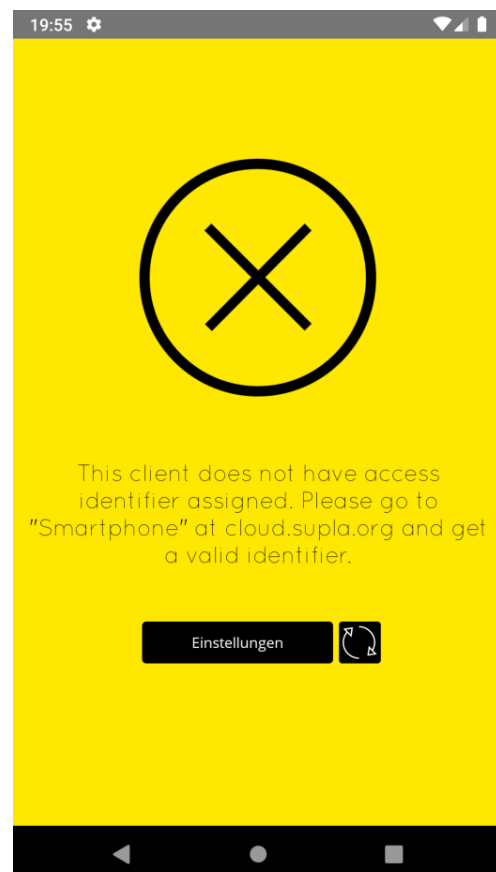 19:55
This client does not have access
identifier assigned. Please go to
"Smartphone" at cloud.supla.org and get
a valid identifier.
Einstellungen